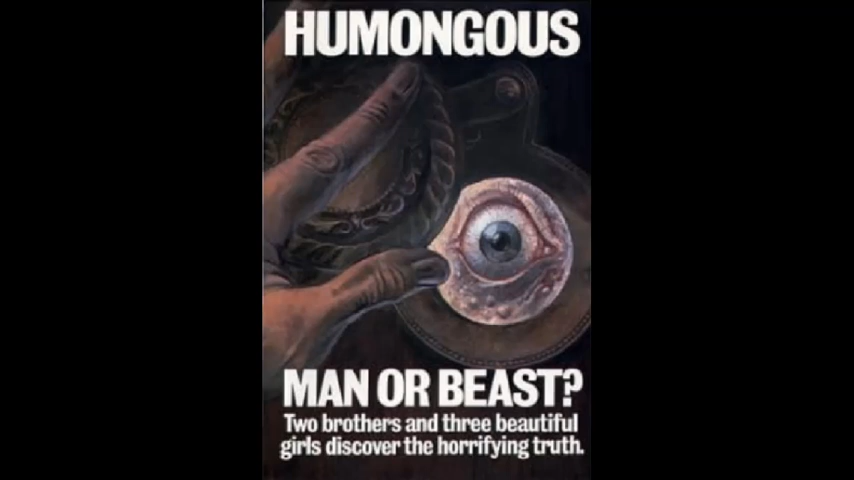 HUMONGOUS
MAN OR BEAST?
Two brothers and three beautiful
girls discover the horrifying truth.